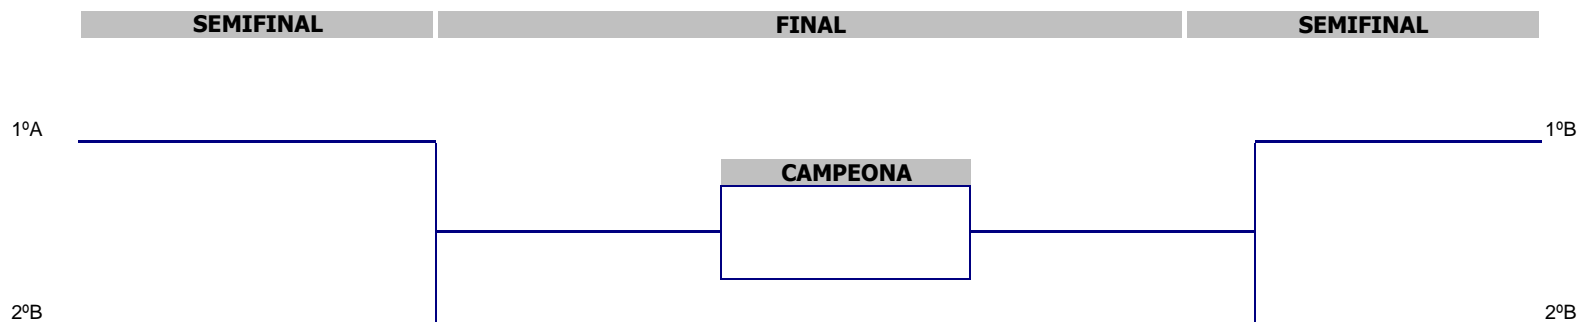 SEMIFINAL FINAL SEMIFINAL
1ºA 1ºB
CAMPEONA
2ºB 2ºB